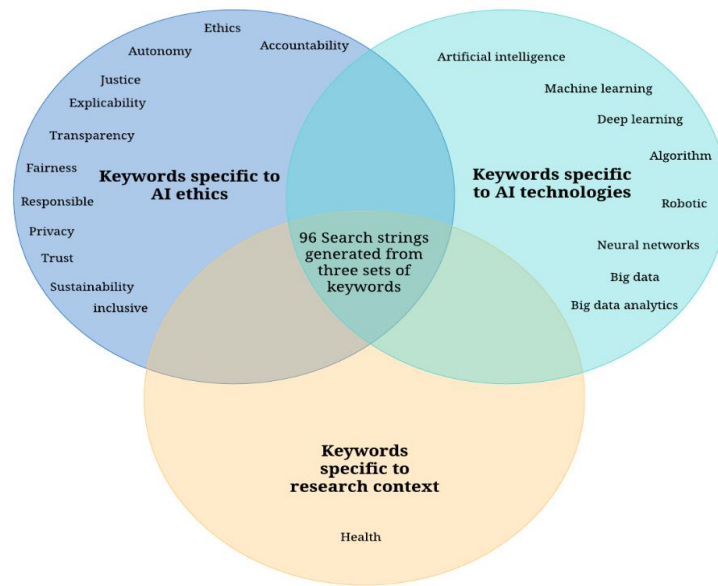 Ethics
Accountability
Autonomy
Justice
Explicability
Transparency
Fairness
Keywords specific to
AI ethics
Responsible
Privacy
Trust
Sustainability
inclusive
Artificial intelligence
Machine learning
Deep learning
Algorithm
Keywords specific
to AI technologies
Robotic
Neural networks
Big data
Big data analytics
96 Search strings
generated from
three sets of
keywords
Keywords
specific to
research context
Health